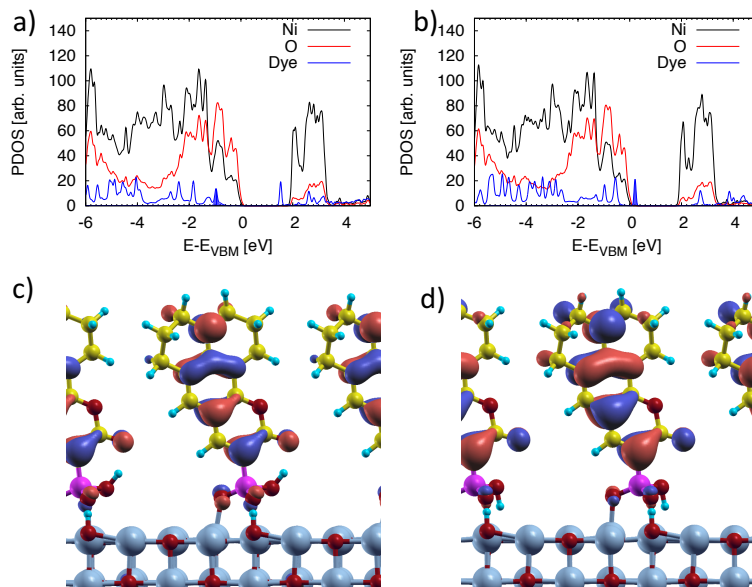 a)
PDOS [arb. units]
140
120
100
80
60
40
20
0
-6 -4 -2 0 2 4
E-EVBM [eV]
Ni
O
Dye
b)
PDOS [arb. units]
140
120
100
80
60
40
20
0
-6 -4 -2 0 2 4
E-EVBM [eV]
Ni
O
Dye
c)
d)